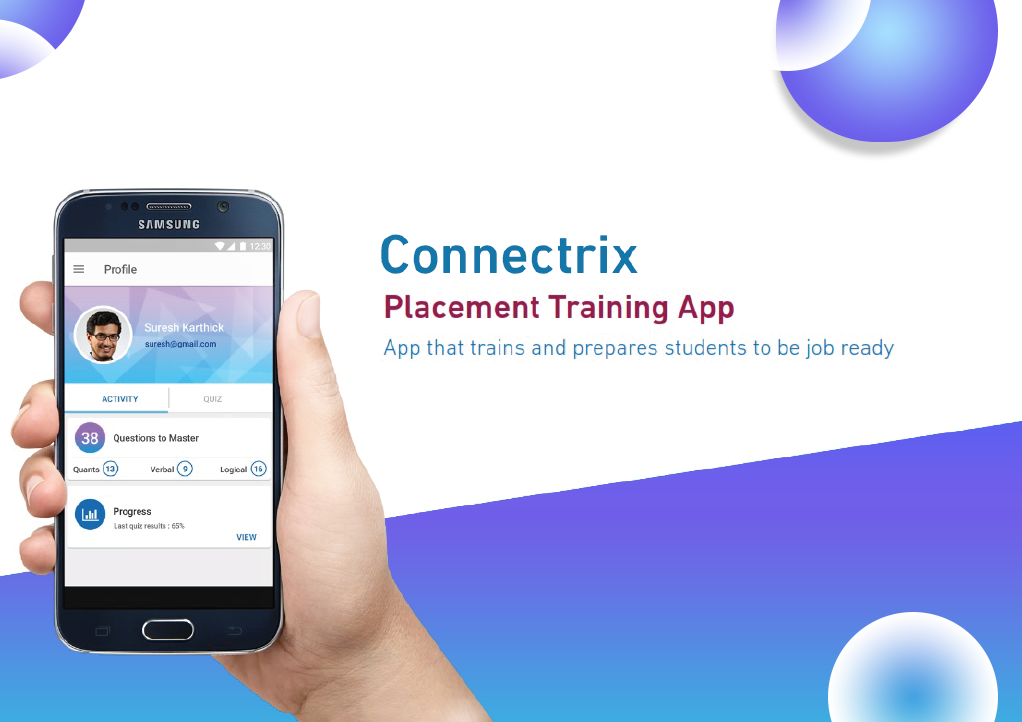 SAMSUNG
12:30
Profile
Suresh Karthick
suresh@gmail.com
ACTIVITY QUIZ
38 Questions to Master
Quants 13 Verbal 9 Logical 16
Progress
Last quiz results : 65%
VIEW
Connectrix
Placement Training App
App that trains and prepares students to be job ready